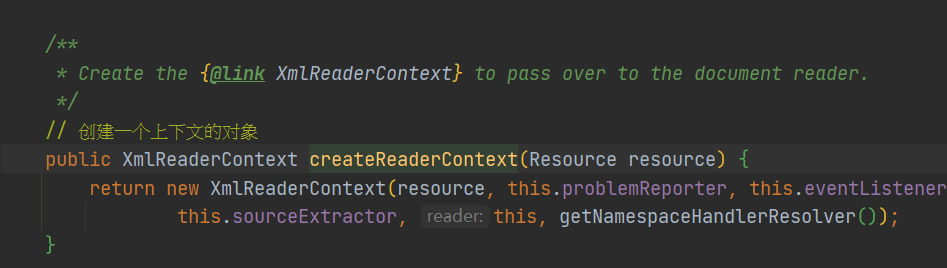 /**
 * Create the {@link XmlReaderContext} to pass over to the document reader.
 */
// 创建一个上下文的对象
public XmlReaderContext createReaderContext(Resource resource) {
    return new XmlReaderContext(resource, this.problemReporter, this.eventListener
            this.sourceExtractor, reader: this, getNamespaceHandlerResolver());
}